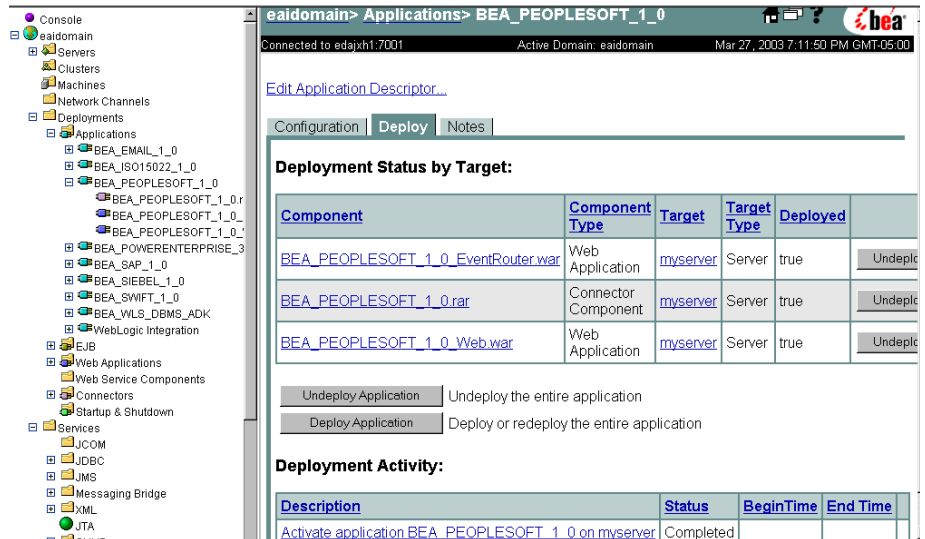 Console
eaidomain
Servers
Clusters
Machines
Network Channels
Deployments
Applications
BEA_EMAIL_1_0
BEA_ISO15022_1_0
BEA_PEOPLESOFT_1_0
BEA_PEOPLESOFT_1_0.r
BEA_PEOPLESOFT_1_0_
BEA_PEOPLESOFT_1_0_
BEA_POWERENTERPRISE_3
BEA_SAP_1_0
BEA_SIEBEL_1_0
BEA_SWIFT_1_0
BEA_WLS_DBMS_ADK
WebLogic Integration
EJB
Web Applications
Web Service Components
Connectors
Startup & Shutdown
Services
JCOM
JDBC
JMS
Messaging Bridge
XML
JTA
eaidomain> Applications> BEA_PEOPLESOFT_1_0
? bea
Connected to edajxh1:7001 Active Domain: eaidomain Mar 27, 2003 7:11:50 PM GMT-05:00
Edit Application Descriptor...
Configuration Deploy Notes
Deployment Status by Target:
Component Component Type Target Target Type Deployed
BEA_PEOPLESOFT_1_0_EventRouter.war Web Application myserver Server true Undeplo
BEA_PEOPLESOFT_1_0.rar Connector Component myserver Server true Undeplo
BEA_PEOPLESOFT_1_0_Web.war Web Application myserver Server true Undeplo
Undeploy Application Undeploy the entire application
Deploy Application Deploy or redeploy the entire application
Deployment Activity:
Description Status BeginTime End Time
Activate application BEA_PEOPLESOFT_1_0 on myserver Completed